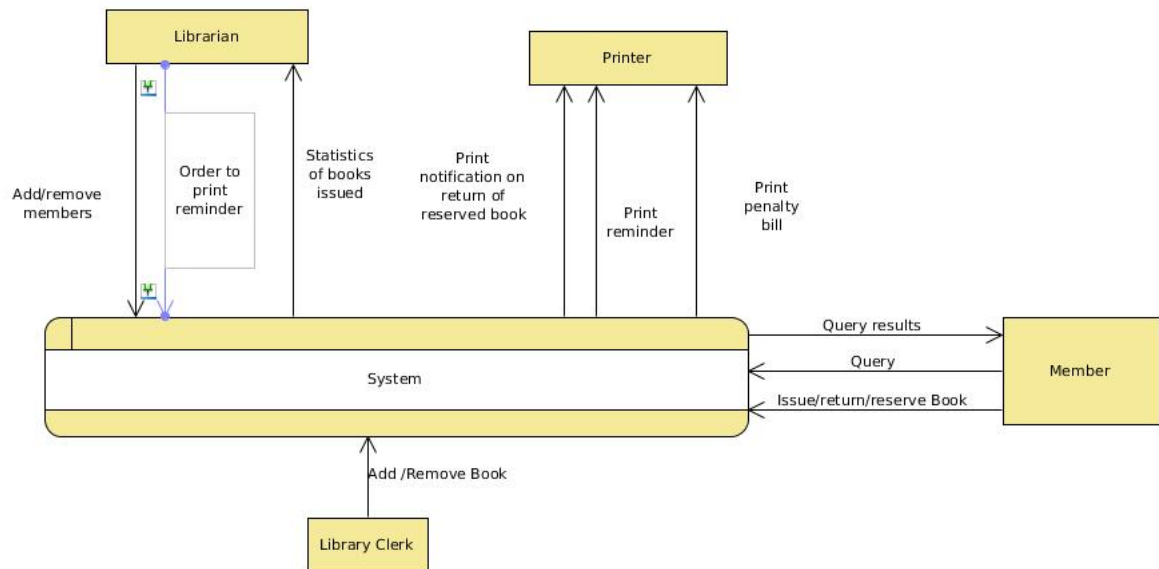 Librarian
Printer
Add/remove
members
Order to
print
reminder
Statistics
of books
issued
Print
notification on
return of
reserved book
Print
reminder
Print
penalty
bill
Query results
Query
Issue/return/reserve Book
Member
System
Add /Remove Book
Library Clerk